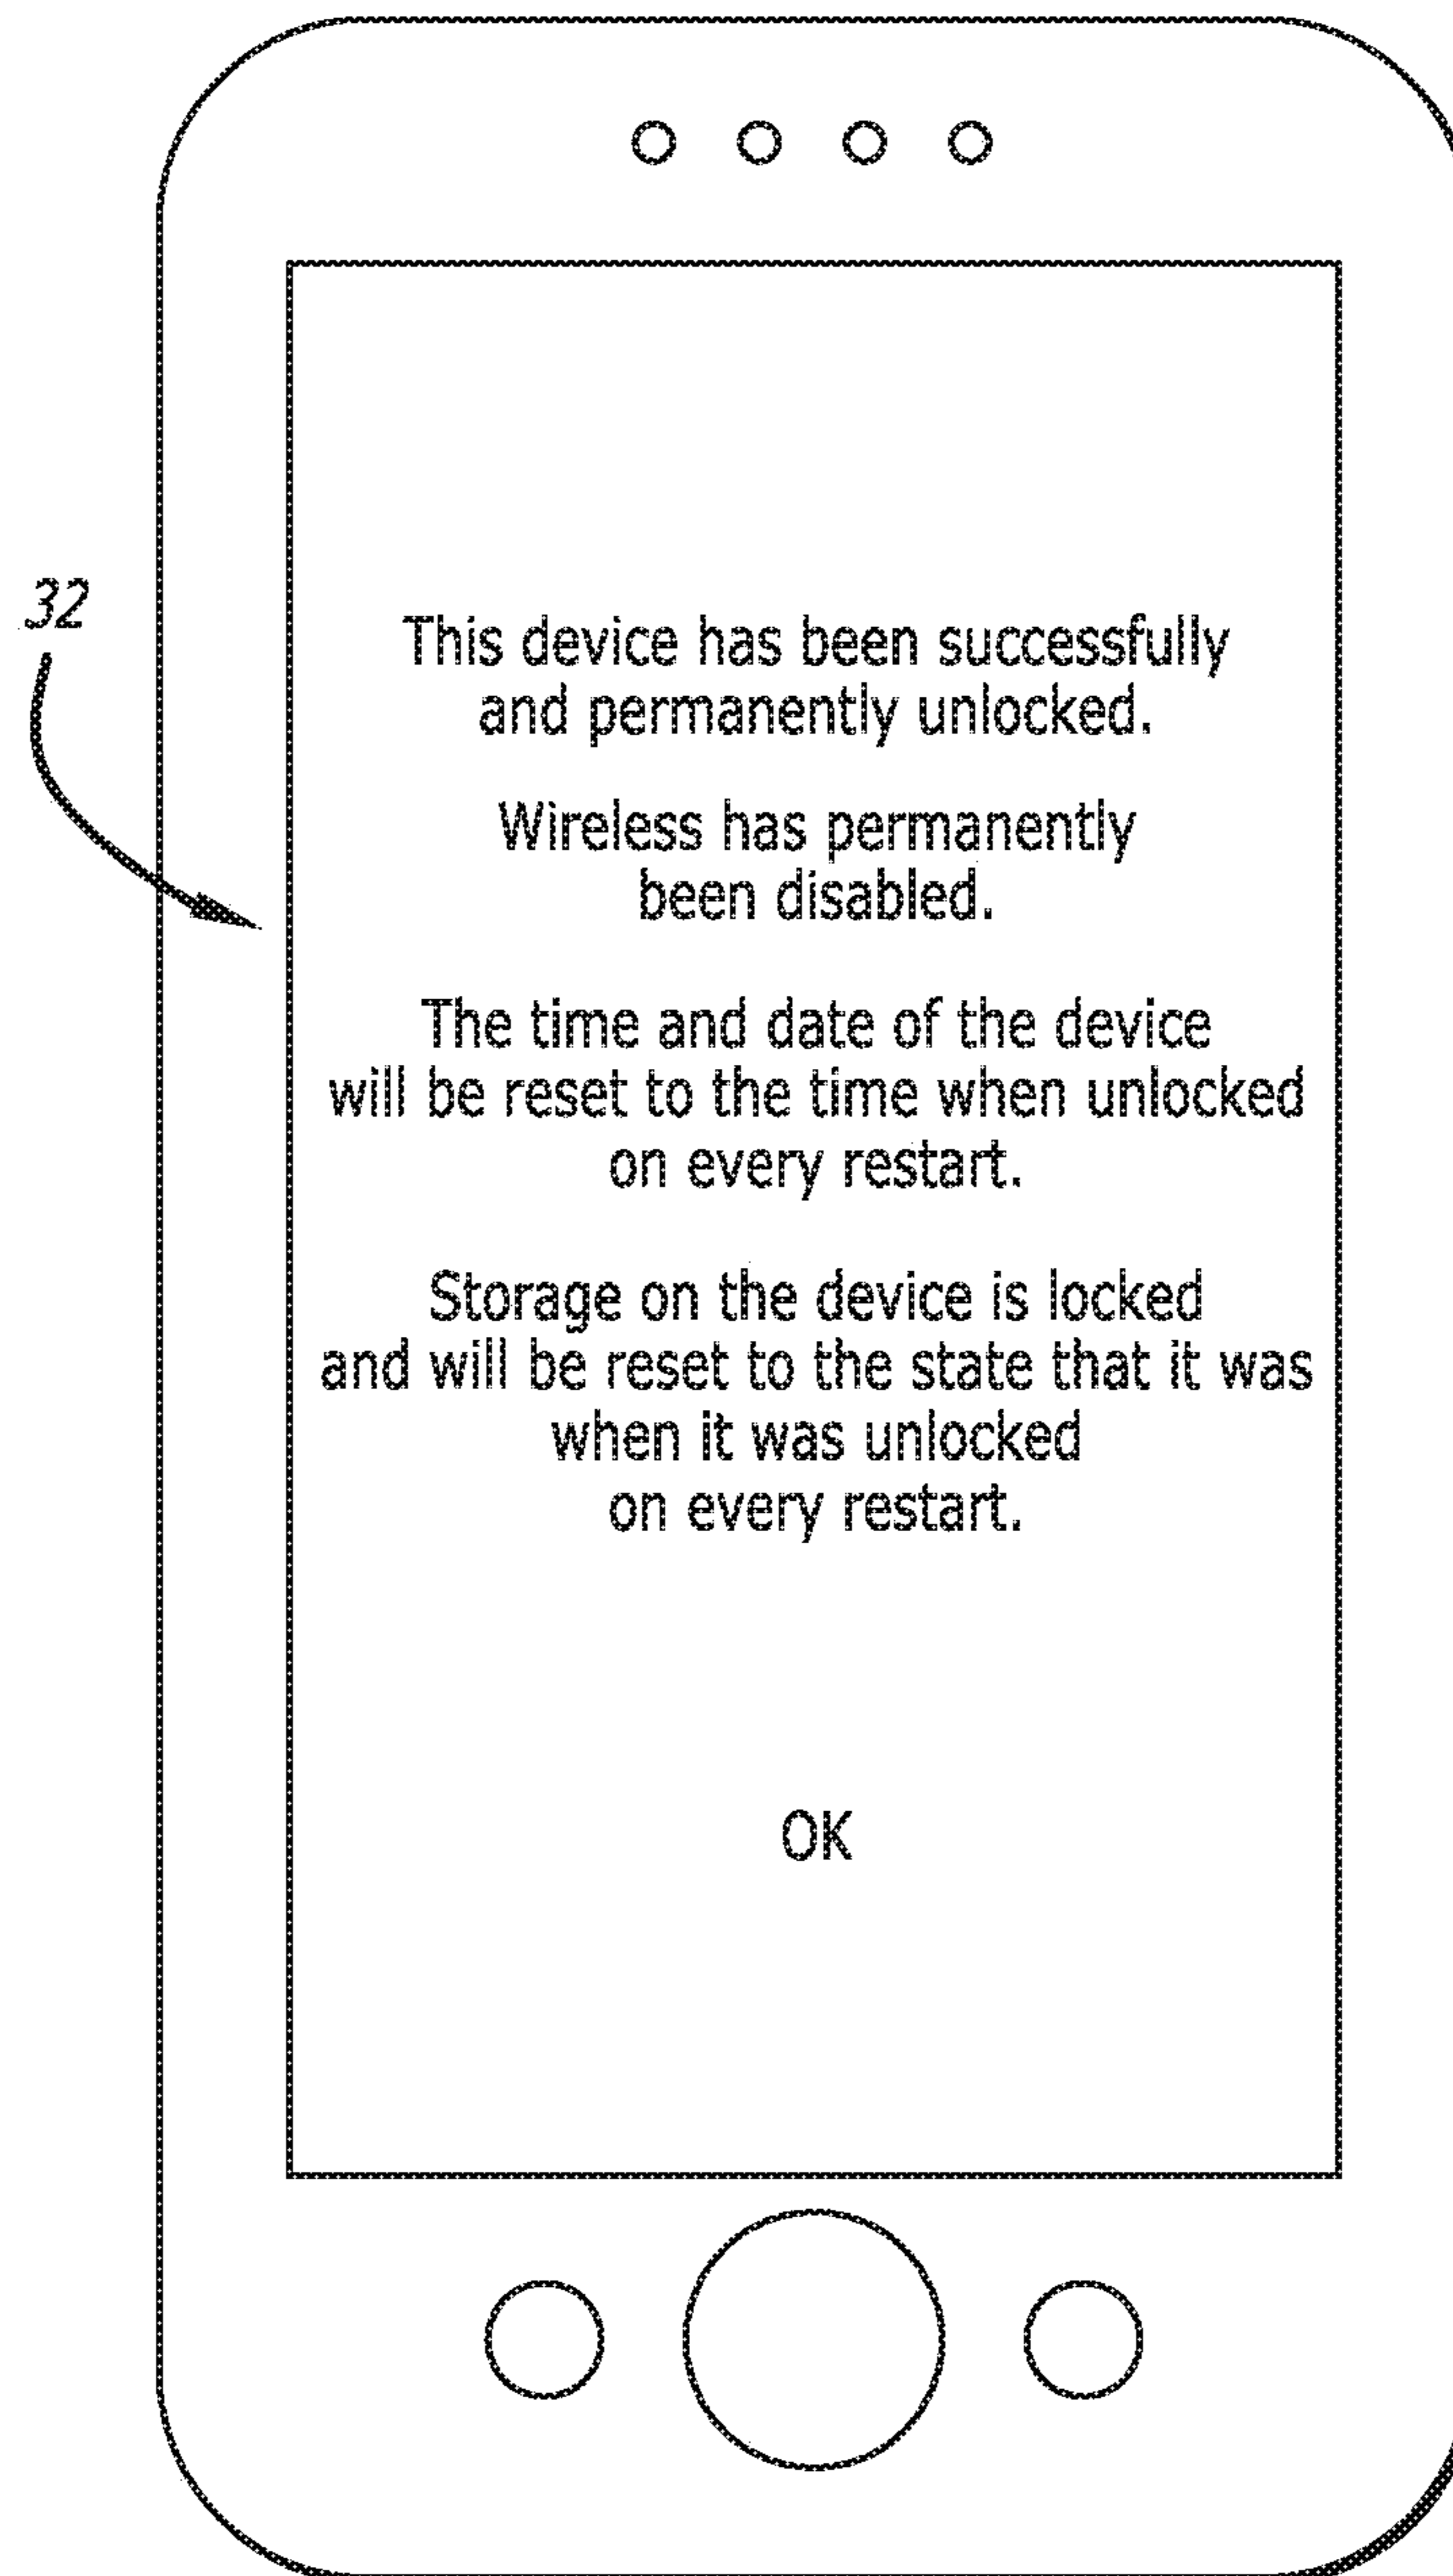 32
This device has been successfully
and permanently unlocked.
Wireless has permanently
been disabled.
The time and date of the device
will be reset to the time when unlocked
on every restart.
Storage on the device is locked
and will be reset to the state that it was
when it was unlocked
on every restart.
OK